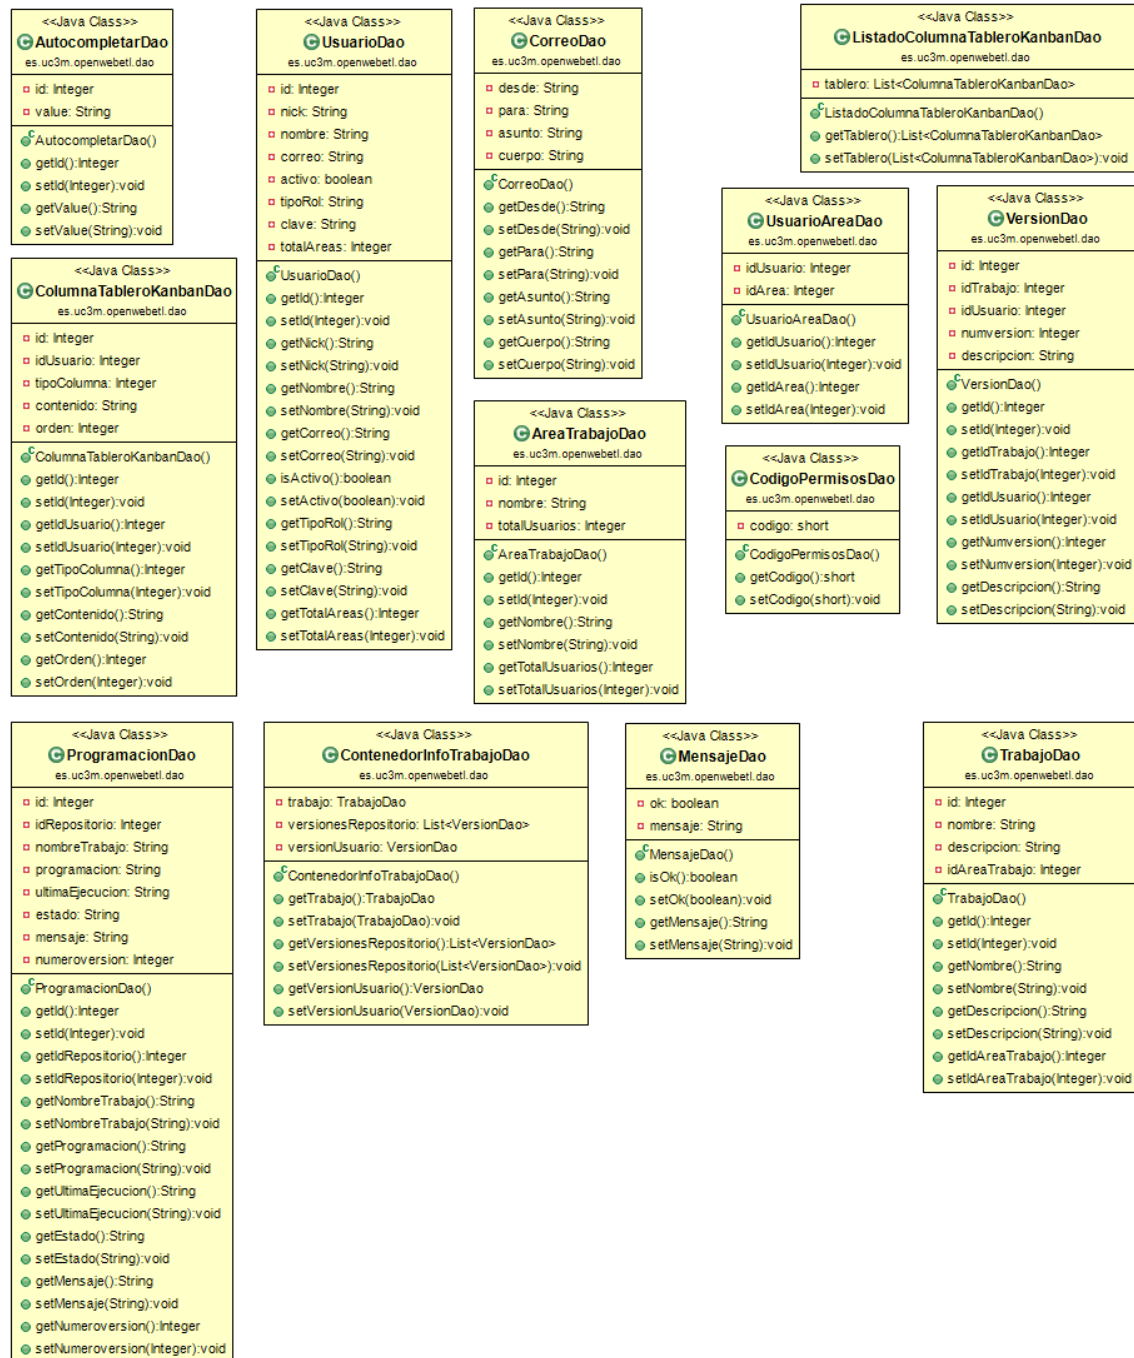 <<Java Class>>
AutocompletarDao
es.uc3m.openwebetl.dao
id: Integer
value: String
AutocompletarDao()
getId():Integer
setId(Integer):void
getValue():String
setValue(String):void
<<Java Class>>
UsuarioDao
es.uc3m.openwebetl.dao
id: Integer
nick: String
nombre: String
correo: String
activo: boolean
tipoRol: String
clave: String
totalAreas: Integer
UsuarioDao()
getId():Integer
setId(Integer):void
getNick():String
setNick(String):void
getNombre():String
setNombre(String):void
getCorreo():String
setCorreo(String):void
isActivo():boolean
setActivo(boolean):void
getTipoRol():String
setTipoRol(String):void
getClave():String
setClave(String):void
getTotalAreas():Integer
setTotalAreas(Integer):void
<<Java Class>>
CorreoDao
es.uc3m.openwebetl.dao
desde: String
para: String
asunto: String
cuerpo: String
CorreoDao()
getDesde():String
setDesde(String):void
getPara():String
setPara(String):void
getAsunto():String
setAsunto(String):void
getCuerpo():String
setCuerpo(String):void
<<Java Class>>
ListadoColumnaTableroKanbanDao
es.uc3m.openwebetl.dao
tablero: List<ColumnaTableroKanbanDao>
ListadoColumnaTableroKanbanDao()
getTablero():List<ColumnaTableroKanbanDao>
setTablero(List<ColumnaTableroKanbanDao>):void
<<Java Class>>
UsuarioAreaDao
es.uc3m.openwebetl.dao
idUsuario: Integer
idArea: Integer
UsuarioAreaDao()
getIdUsuario():Integer
setIdUsuario(Integer):void
getIdArea():Integer
setIdArea(Integer):void
<<Java Class>>
VersionDao
es.uc3m.openwebetl.dao
id: Integer
idTrabajo: Integer
idUsuario: Integer
numversion: Integer
descripcion: String
VersionDao()
getId():Integer
setId(Integer):void
getIdTrabajo():Integer
setIdTrabajo(Integer):void
getIdUsuario():Integer
setIdUsuario(Integer):void
getNumversion():Integer
setNumversion(Integer):void
getDescripcion():String
setDescripcion(String):void
<<Java Class>>
ColumnaTableroKanbanDao
es.uc3m.openwebetl.dao
id: Integer
idUsuario: Integer
tipoColumna: Integer
contenido: String
orden: Integer
ColumnaTableroKanbanDao()
getId():Integer
setId(Integer):void
getIdUsuario():Integer
setIdUsuario(Integer):void
getTipoColumna():Integer
setTipoColumna(Integer):void
getContenido():String
setContenido(String):void
getOrden():Integer
setOrden(Integer):void
<<Java Class>>
AreaTrabajoDao
es.uc3m.openwebetl.dao
id: Integer
nombre: String
totalUsuarios: Integer
AreaTrabajoDao()
getId():Integer
setId(Integer):void
getNombre():String
setNombre(String):void
getTotalUsuarios():Integer
setTotalUsuarios(Integer):void
<<Java Class>>
CodigoPermisosDao
es.uc3m.openwebetl.dao
codigo: short
CodigoPermisosDao()
getCodigo():short
setCodigo(short):void
<<Java Class>>
ProgramacionDao
es.uc3m.openwebetl.dao
id: Integer
idRepositorio: Integer
nombreTrabajo: String
programacion: String
ultimaEjecucion: String
estado: String
mensaje: String
numeroversion: Integer
ProgramacionDao()
getId():Integer
setId(Integer):void
getIdRepositorio():Integer
setIdRepositorio(Integer):void
getNombreTrabajo():String
setNombreTrabajo(String):void
getProgramacion():String
setProgramacion(String):void
getUltimaEjecucion():String
setUltimaEjecucion(String):void
getEstado():String
setEstado(String):void
getMensaje():String
setMensaje(String):void
getNumeroversion():Integer
setNumeroversion(Integer):void
<<Java Class>>
ContenedorInfoTrabajoDao
es.uc3m.openwebetl.dao
trabajo: TrabajoDao
versionesRepositorio: List<VersionDao>
versionUsuario: VersionDao
ContenedorInfoTrabajoDao()
getTrabajo():TrabajoDao
setTrabajo(TrabajoDao):void
getVersionesRepositorio():List<VersionDao>
setVersionesRepositorio(List<VersionDao>):void
getVersionUsuario():VersionDao
setVersionUsuario(VersionDao):void
<<Java Class>>
MensajeDao
es.uc3m.openwebetl.dao
ok: boolean
mensaje: String
MensajeDao()
isOk():boolean
setOk(boolean):void
getMensaje():String
setMensaje(String):void
<<Java Class>>
TrabajoDao
es.uc3m.openwebetl.dao
id: Integer
nombre: String
descripcion: String
idAreaTrabajo: Integer
TrabajoDao()
getId():Integer
setId(Integer):void
getNombre():String
setNombre(String):void
getDescripcion():String
setDescripcion(String):void
getIdAreaTrabajo():Integer
setIdAreaTrabajo(Integer):void